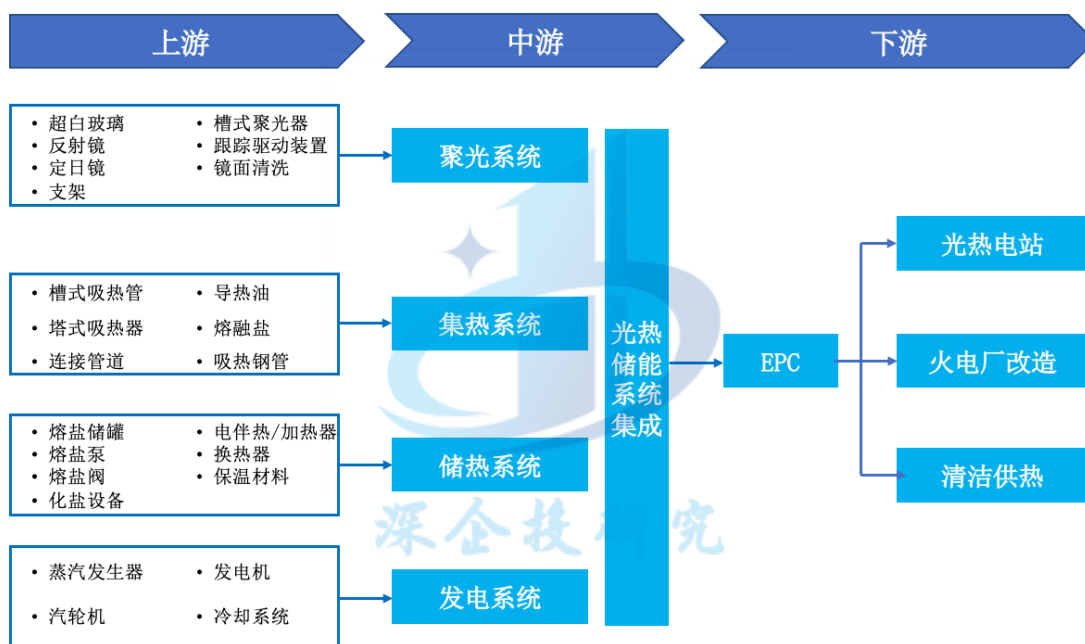 上游
中游
下游
• 超白玻璃 • 槽式聚光器
• 反射镜 • 跟踪驱动装置
• 定日镜 • 镜面清洗
• 支架
聚光系统
• 槽式吸热管 • 导热油
• 塔式吸热器 • 熔融盐
• 连接管道 • 吸热钢管
集热系统
• 熔盐储罐 • 电伴热/加热器
• 熔盐泵 • 换热器
• 熔盐阀 • 保温材料
• 化盐设备
储热系统
• 蒸汽发生器 • 发电机
• 汽轮机 • 冷却系统
发电系统
光热
储能
系统
集成
EPC
光热电站
火电厂改造
清洁供热
深企投研究